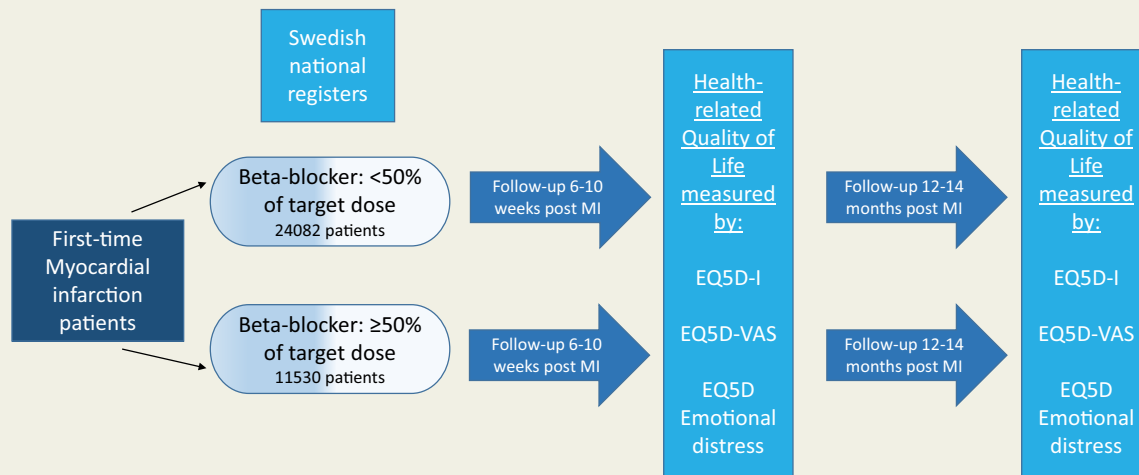 Swedish
national
registers
First-time
Myocardial
infarction
patients
Beta-blocker: <50%
of target dose
24082 patients
Beta-blocker: ≥50%
of target dose
11530 patients
Follow-up 6-10
weeks post MI
Follow-up 6-10
weeks post MI
Health-
related
Quality of
Life
measured
by:
EQ5D-I
EQ5D-VAS
EQ5D
Emotional
distress
Follow-up 12-14
months post MI
Follow-up 12-14
months post MI
Health-
related
Quality of
Life
measured
by:
EQ5D-I
EQ5D-VAS
EQ5D
Emotional
distress